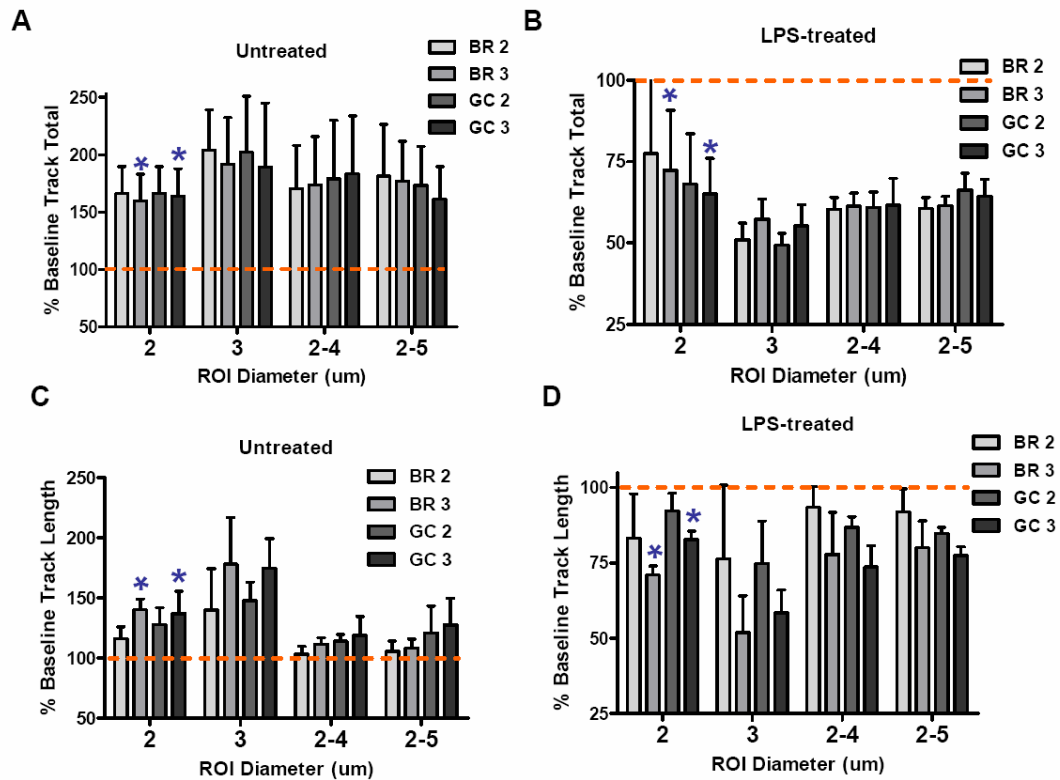 A
Untreated
BR 2
BR 3
GC 2
GC 3
% Baseline Track Total
250
200
150
100
50
* *
2 3 2-4 2-5
ROI Diameter (um)
B
LPS-treated
BR 2
BR 3
GC 2
GC 3
% Baseline Track Total
100
75
50
25
* *
2 3 2-4 2-5
ROI Diameter (um)
C
Untreated
BR 2
BR 3
GC 2
GC 3
% Baseline Track Length
250
200
150
100
50
* *
2 3 2-4 2-5
ROI Diameter (um)
D
LPS-treated
BR 2
BR 3
GC 2
GC 3
% Baseline Track Length
100
75
50
25
* *
2 3 2-4 2-5
ROI Diameter (um)